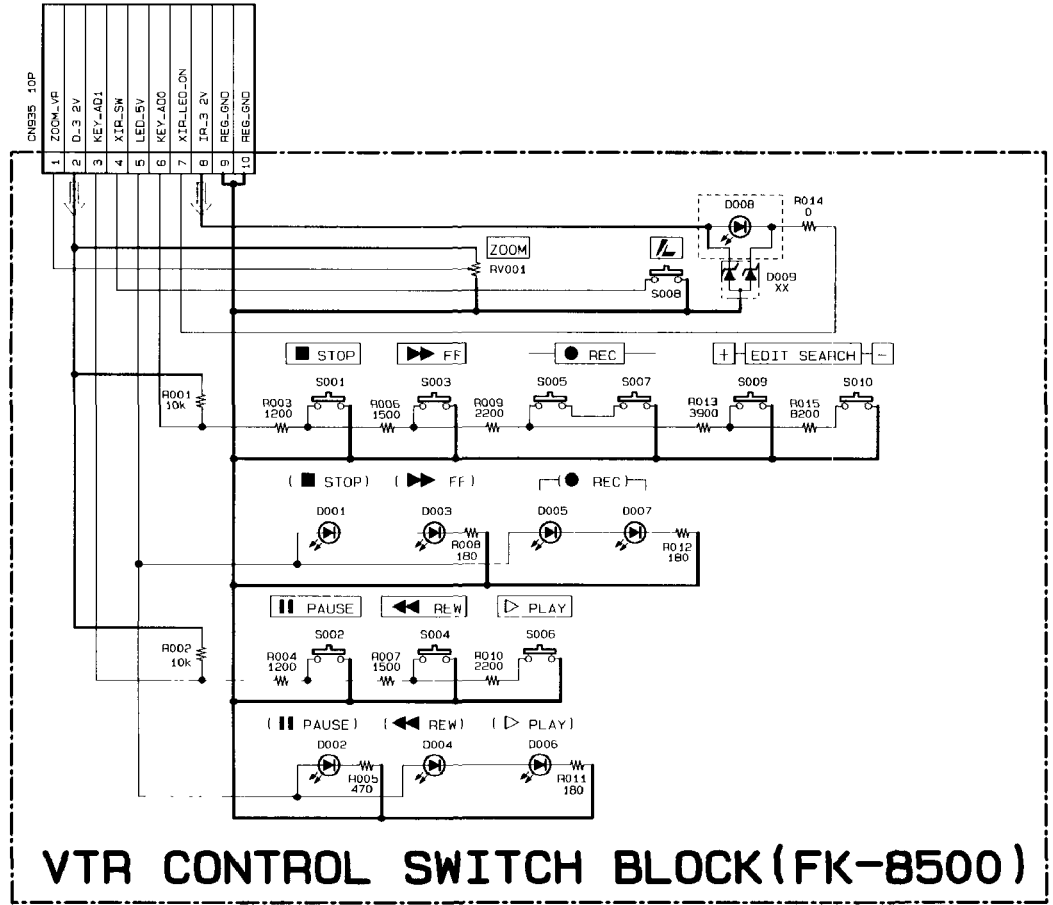 CN935 10P
ZOOM_VR
D_3 2V
KEY_AD1
XIR_SW
LED_5V
KEY_AD0
XIR_LED_ON
IR_3 2V
REG_GND
REG_GND
1 2 3 4 5 6 7 8 9 10
D008
R014
0
ZOOM
RV001
S008
D009
XX
STOP
FF
REC
+ EDIT SEARCH -
R001
10k
R003
1200
S001
R006
1500
S003
R009
2200
S005
S007
R013
3900
S009
R015
8200
S010
( STOP) ( FF) ( REC)
D001
D003
R008
180
D005
D007
R012
180
PAUSE
REW
PLAY
R002
10k
R004
1200
S002
R007
1500
S004
R010
2200
S006
( PAUSE) ( REW) ( PLAY)
D002
R005
470
D004
D006
R011
180
VTR CONTROL SWITCH BLOCK(FK-8500)